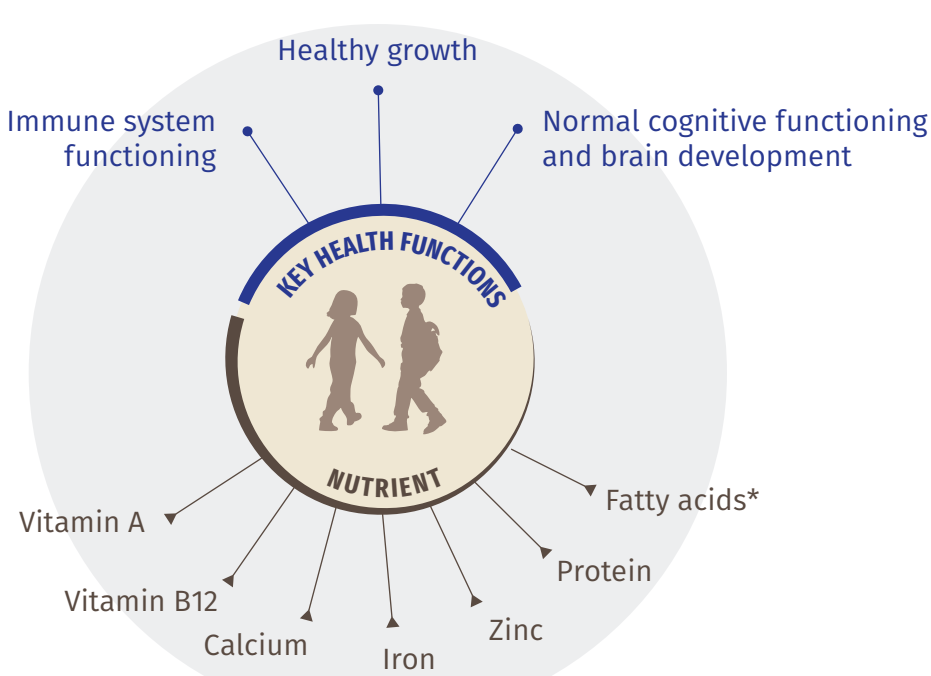 Healthy growth
Immune system
functioning
Normal cognitive functioning
and brain development
KEY HEALTH FUNCTIONS
NUTRIENT
Vitamin A
Vitamin B12
Calcium
Iron
Zinc
Protein
Fatty acids*